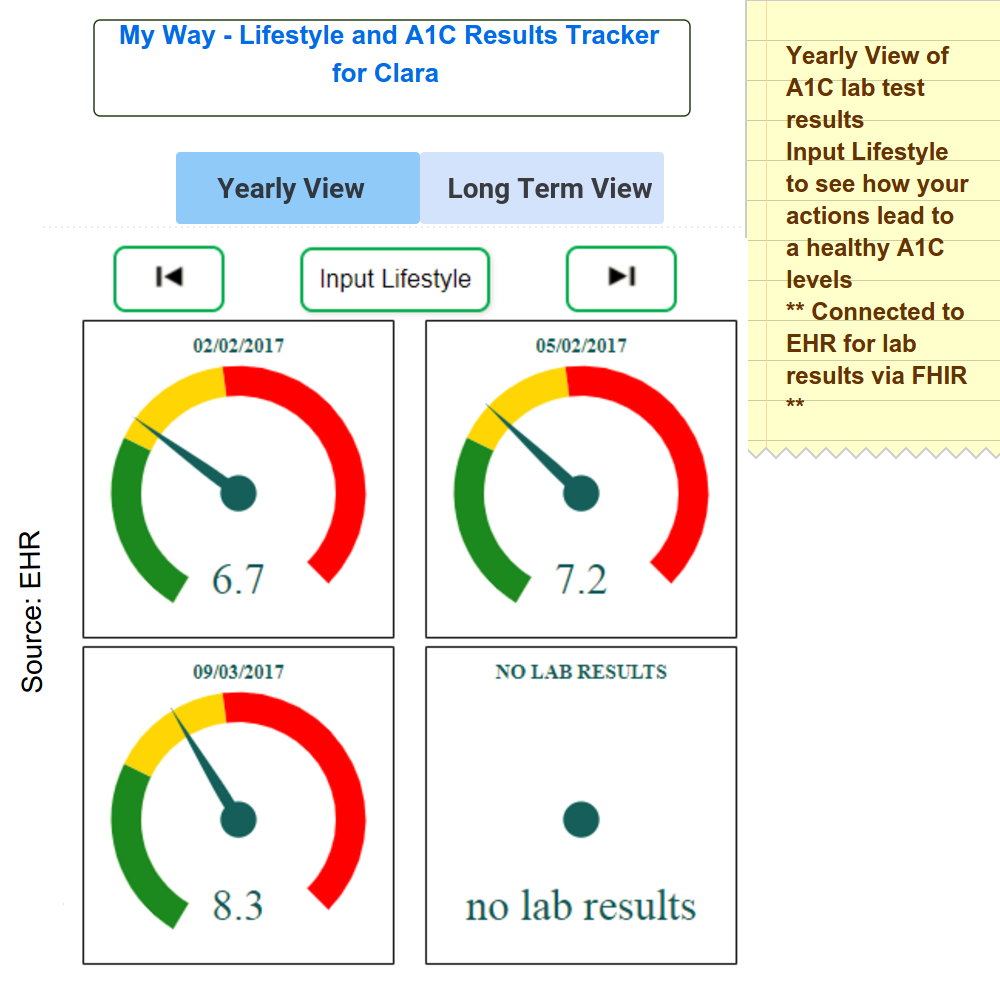 My Way - Lifestyle and A1C Results Tracker
for Clara
Yearly View
Long Term View
Input Lifestyle
02/02/2017
6.7
05/02/2017
7.2
09/03/2017
8.3
NO LAB RESULTS
no lab results
Source: EHR
Yearly View of
A1C lab test
results
Input Lifestyle
to see how your
actions lead to
a healthy A1C
levels
** Connected to
EHR for lab
results via FHIR
**